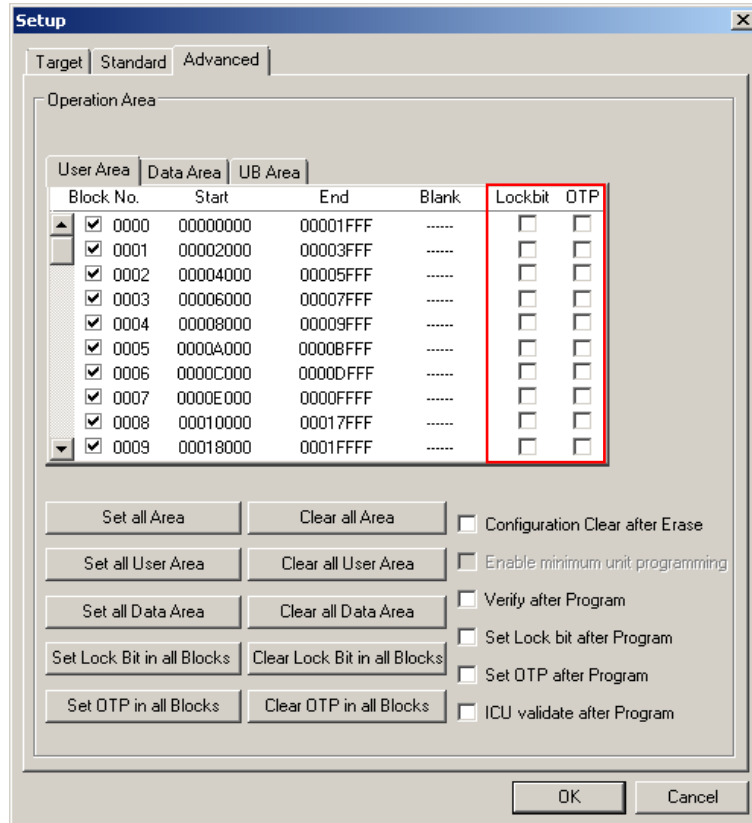 Setup
Target Standard Advanced
Operation Area
User Area Data Area UB Area
Block No. Start End Blank Lockbit OTP
0000 00000000 00001FFF ------
0001 00002000 00003FFF ------
0002 00004000 00005FFF ------
0003 00006000 00007FFF ------
0004 00008000 00009FFF ------
0005 0000A000 0000BFFF ------
0006 0000C000 0000DFFF ------
0007 0000E000 0000FFFF ------
0008 00010000 00017FFF ------
0009 00018000 0001FFFF ------
Set all Area Clear all Area Configuration Clear after Erase
Set all User Area Clear all User Area Enable minimum unit programming
Set all Data Area Clear all Data Area Verify after Program
Set Lock Bit in all Blocks Clear Lock Bit in all Blocks Set Lock bit after Program
Set OTP in all Blocks Clear OTP in all Blocks Set OTP after Program
ICU validate after Program
OK Cancel